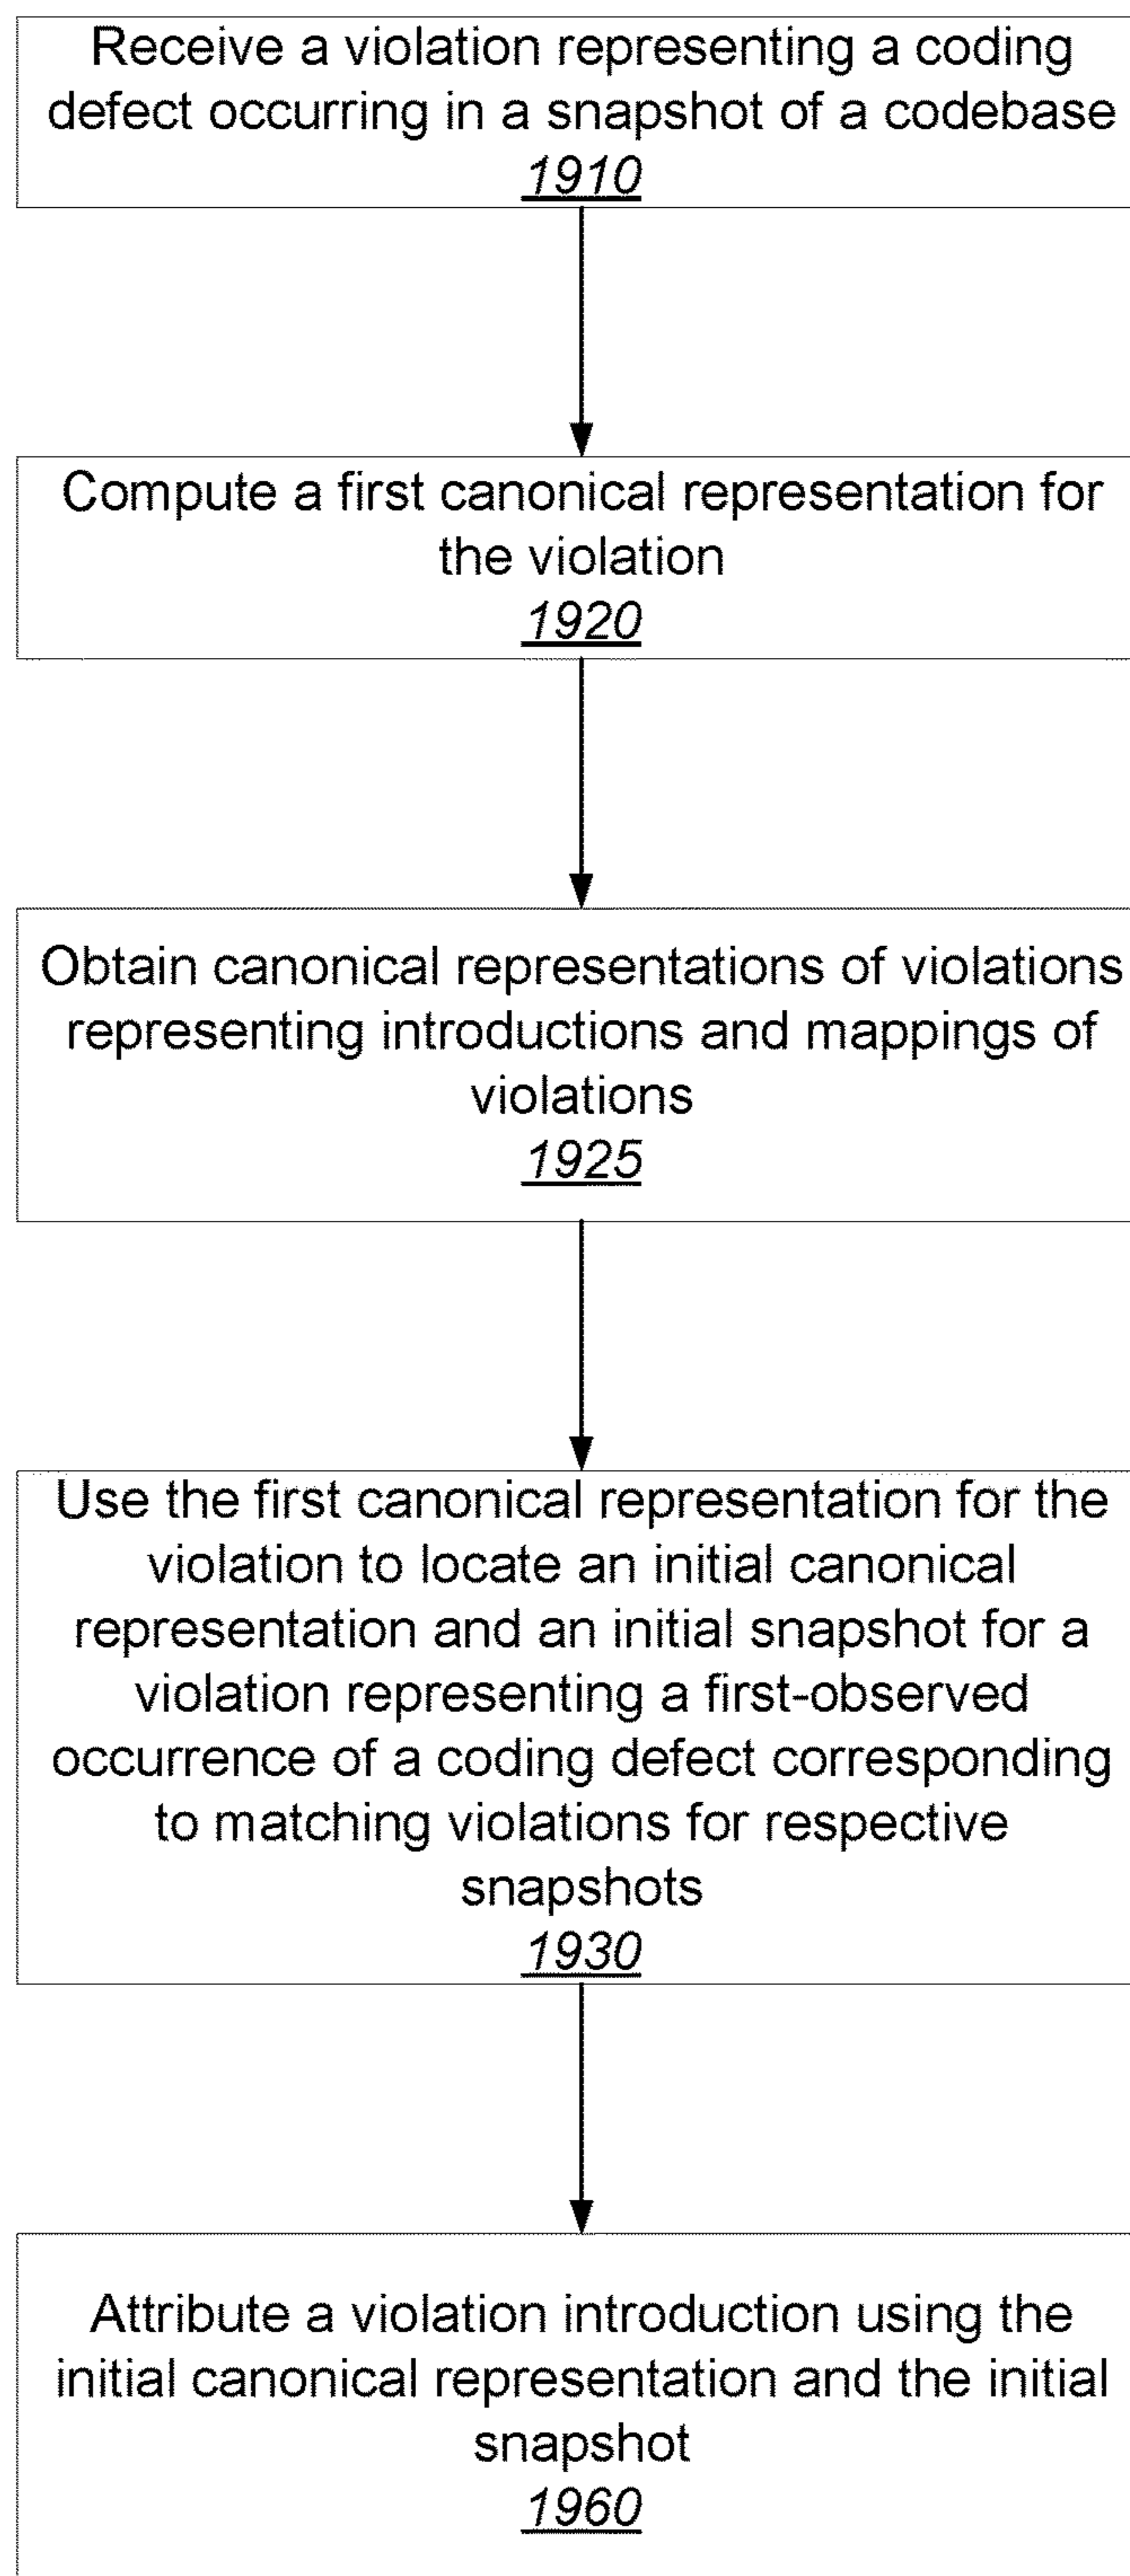 Receive a violation representing a coding
defect occurring in a snapshot of a codebase
1910
Compute a first canonical representation for
the violation
1920
Obtain canonical representations of violations
representing introductions and mappings of
violations
1925
Use the first canonical representation for the
violation to locate an initial canonical
representation and an initial snapshot for a
violation representing a first-observed
occurrence of a coding defect corresponding
to matching violations for respective
snapshots
1930
Attribute a violation introduction using the
initial canonical representation and the initial
snapshot
1960